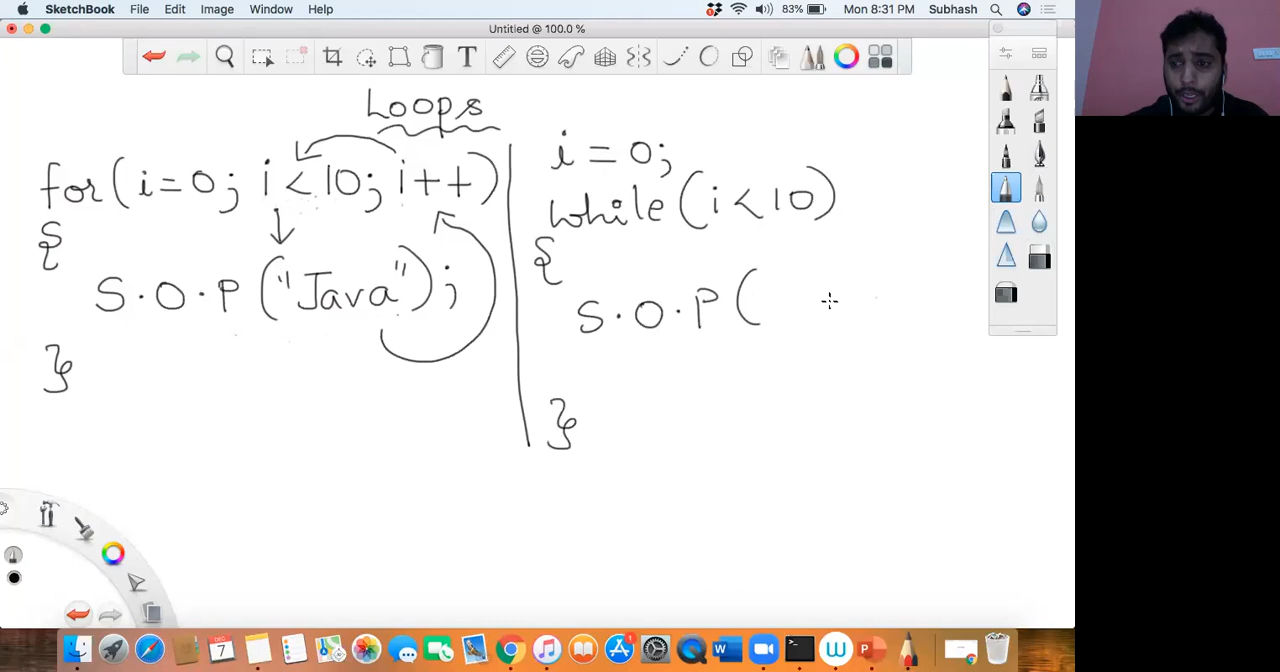 SketchBook File Edit Image Window Help 83% Mon 8:31 PM Subhash
Untitled @ 100.0 %
Loops
for(i=0; i<10; i++)
{
S.O.P("Java");
}
i=0;
while(i<10)
{
S.O.P(
}